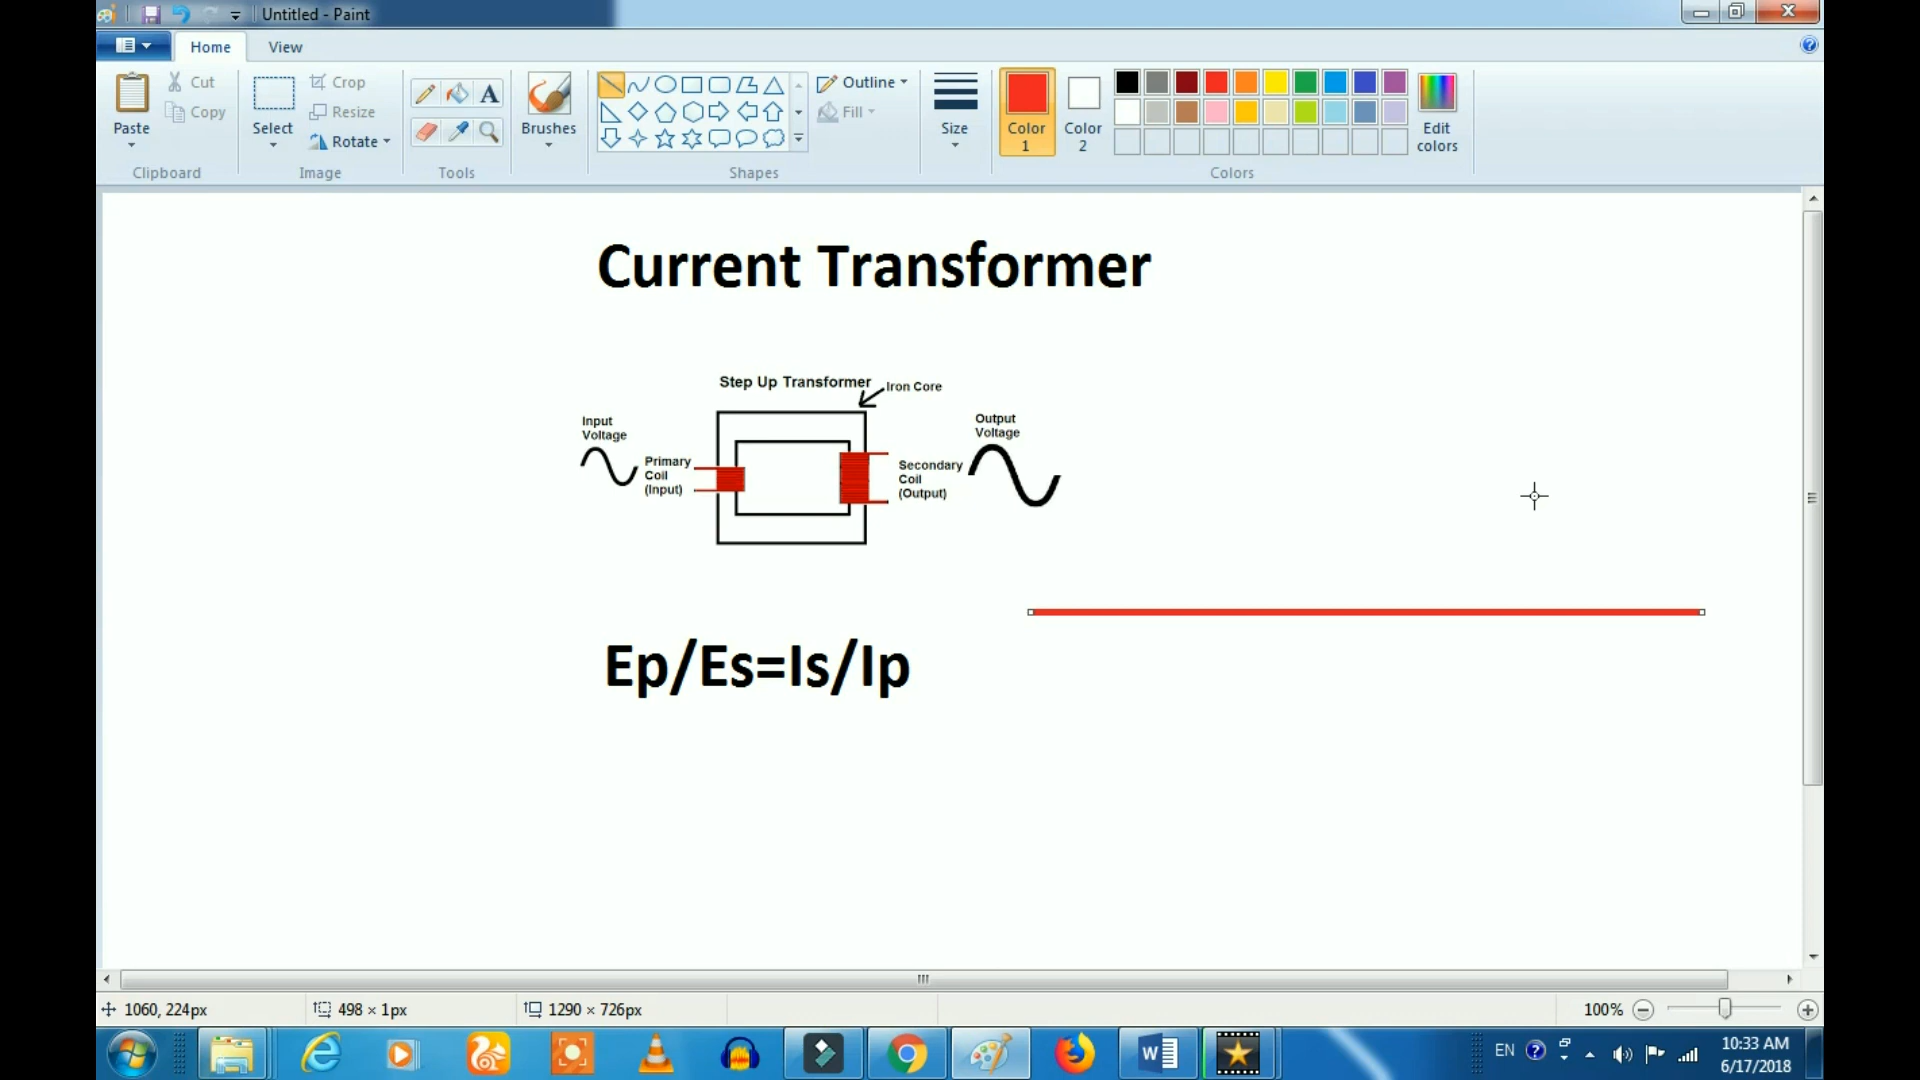 Untitled - Paint
Home View
Paste
Cut
Copy
Clipboard
Select
Crop
Resize
Rotate
Image
A
Tools
Brushes
Shapes
Outline
Fill
Size
Color 1
Color 2
Edit colors
Colors
Current Transformer
Step Up Transformer
Iron Core
Input
Voltage
Primary
Coil
(Input)
Output
Voltage
Secondary
Coil
(Output)
Ep/Es=Is/Ip
1060, 224px
498 × 1px
1290 × 726px
100%
W
EN
10:33 AM
6/17/2018